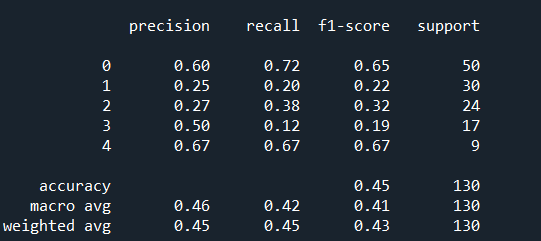 precision recall f1-score support
0 0.60 0.72 0.65 50
1 0.25 0.20 0.22 30
2 0.27 0.38 0.32 24
3 0.50 0.12 0.19 17
4 0.67 0.67 0.67 9
accuracy 0.45 130
macro avg 0.46 0.42 0.41 130
weighted avg 0.45 0.45 0.43 130